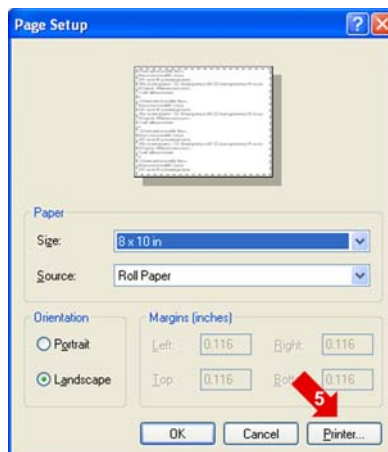 Page Setup
Paper
Size: 8 x 10 in
Source: Roll Paper
Orientation
Portrait
Landscape
Margins (inches)
Left: 0.116 Right: 0.116
Top: 0.116 0.116
5
OK Cancel Printer...